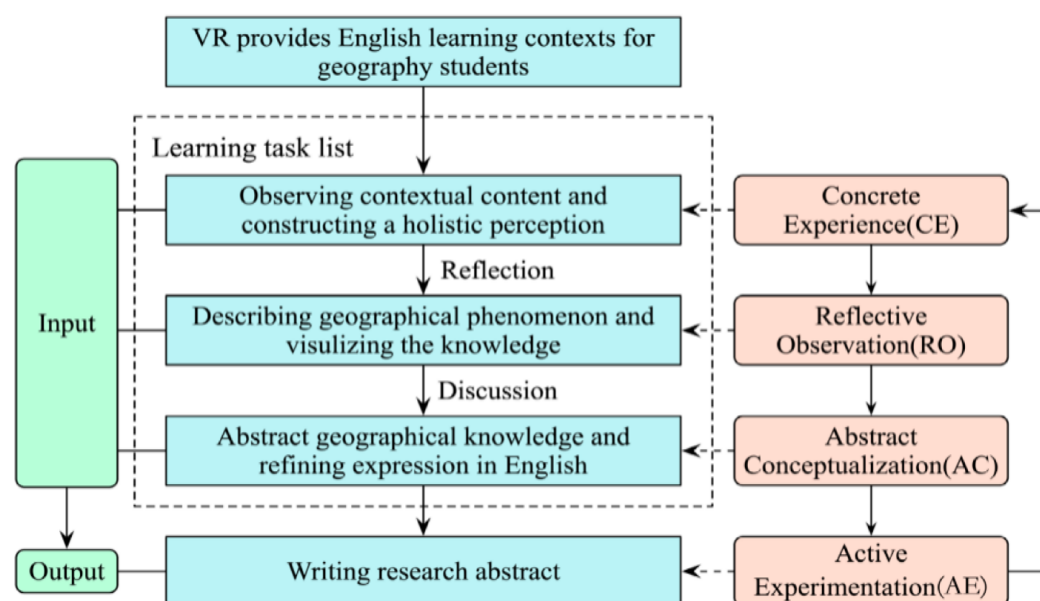 VR provides English learning contexts for
geography students
Learning task list
Input
Observing contextual content and
constructing a holistic perception
Concrete
Experience(CE)
Reflection
Describing geographical phenomenon and
visulizing the knowledge
Reflective
Observation(RO)
Discussion
Abstract geographical knowledge and
refining expression in English
Abstract
Conceptualization(AC)
Output
Writing research abstract
Active
Experimentation(AE)